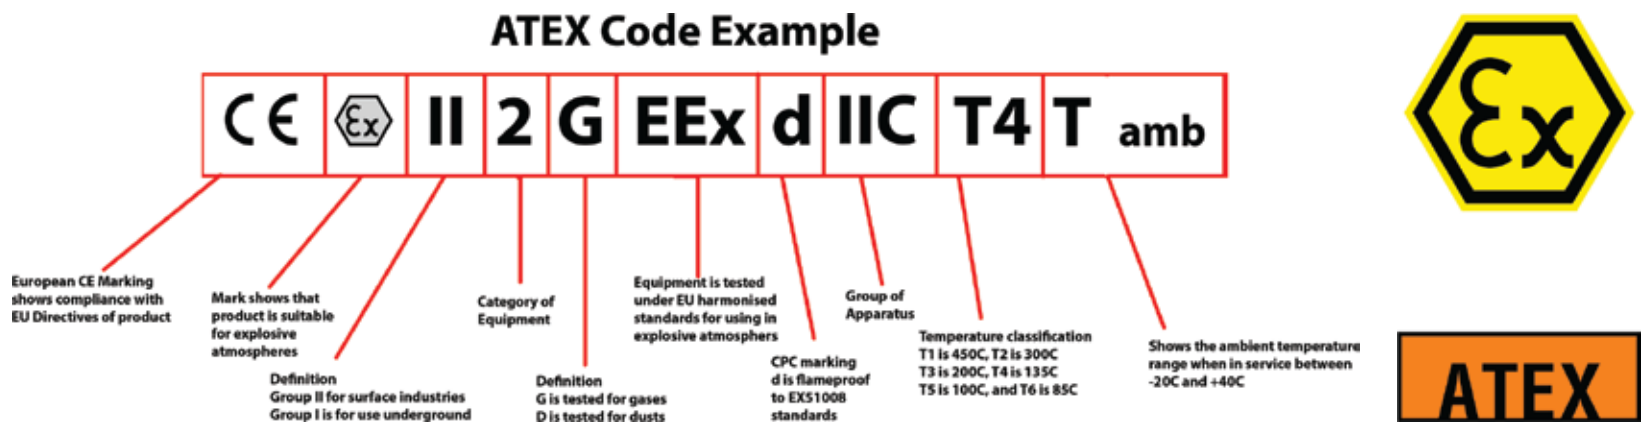 ATEX Code Example
CE Ex II 2 G EEx d IIC T4 T amb
Ex
European CE Marking
shows compliance with
EU Directives of product
Mark shows that
product is suitable
for explosive
atmospheres
Definition
Group II for surface industries
Group I is for use underground
Category of
Equipment
Definition
G is tested for gases
D is tested for dusts
Equipment is tested
under EU harmonised
standards for using in
explosive atmosphers
CPC marking
d is flameproof
to EX51008
standards
Group of
Apparatus
Temperature classification
T1 is 450C, T2 is 300C
T3 is 200C, T4 is 135C
T5 is 100C, and T6 is 85C
Shows the ambient temperature
range when in service between
-20C and +40C
ATEX